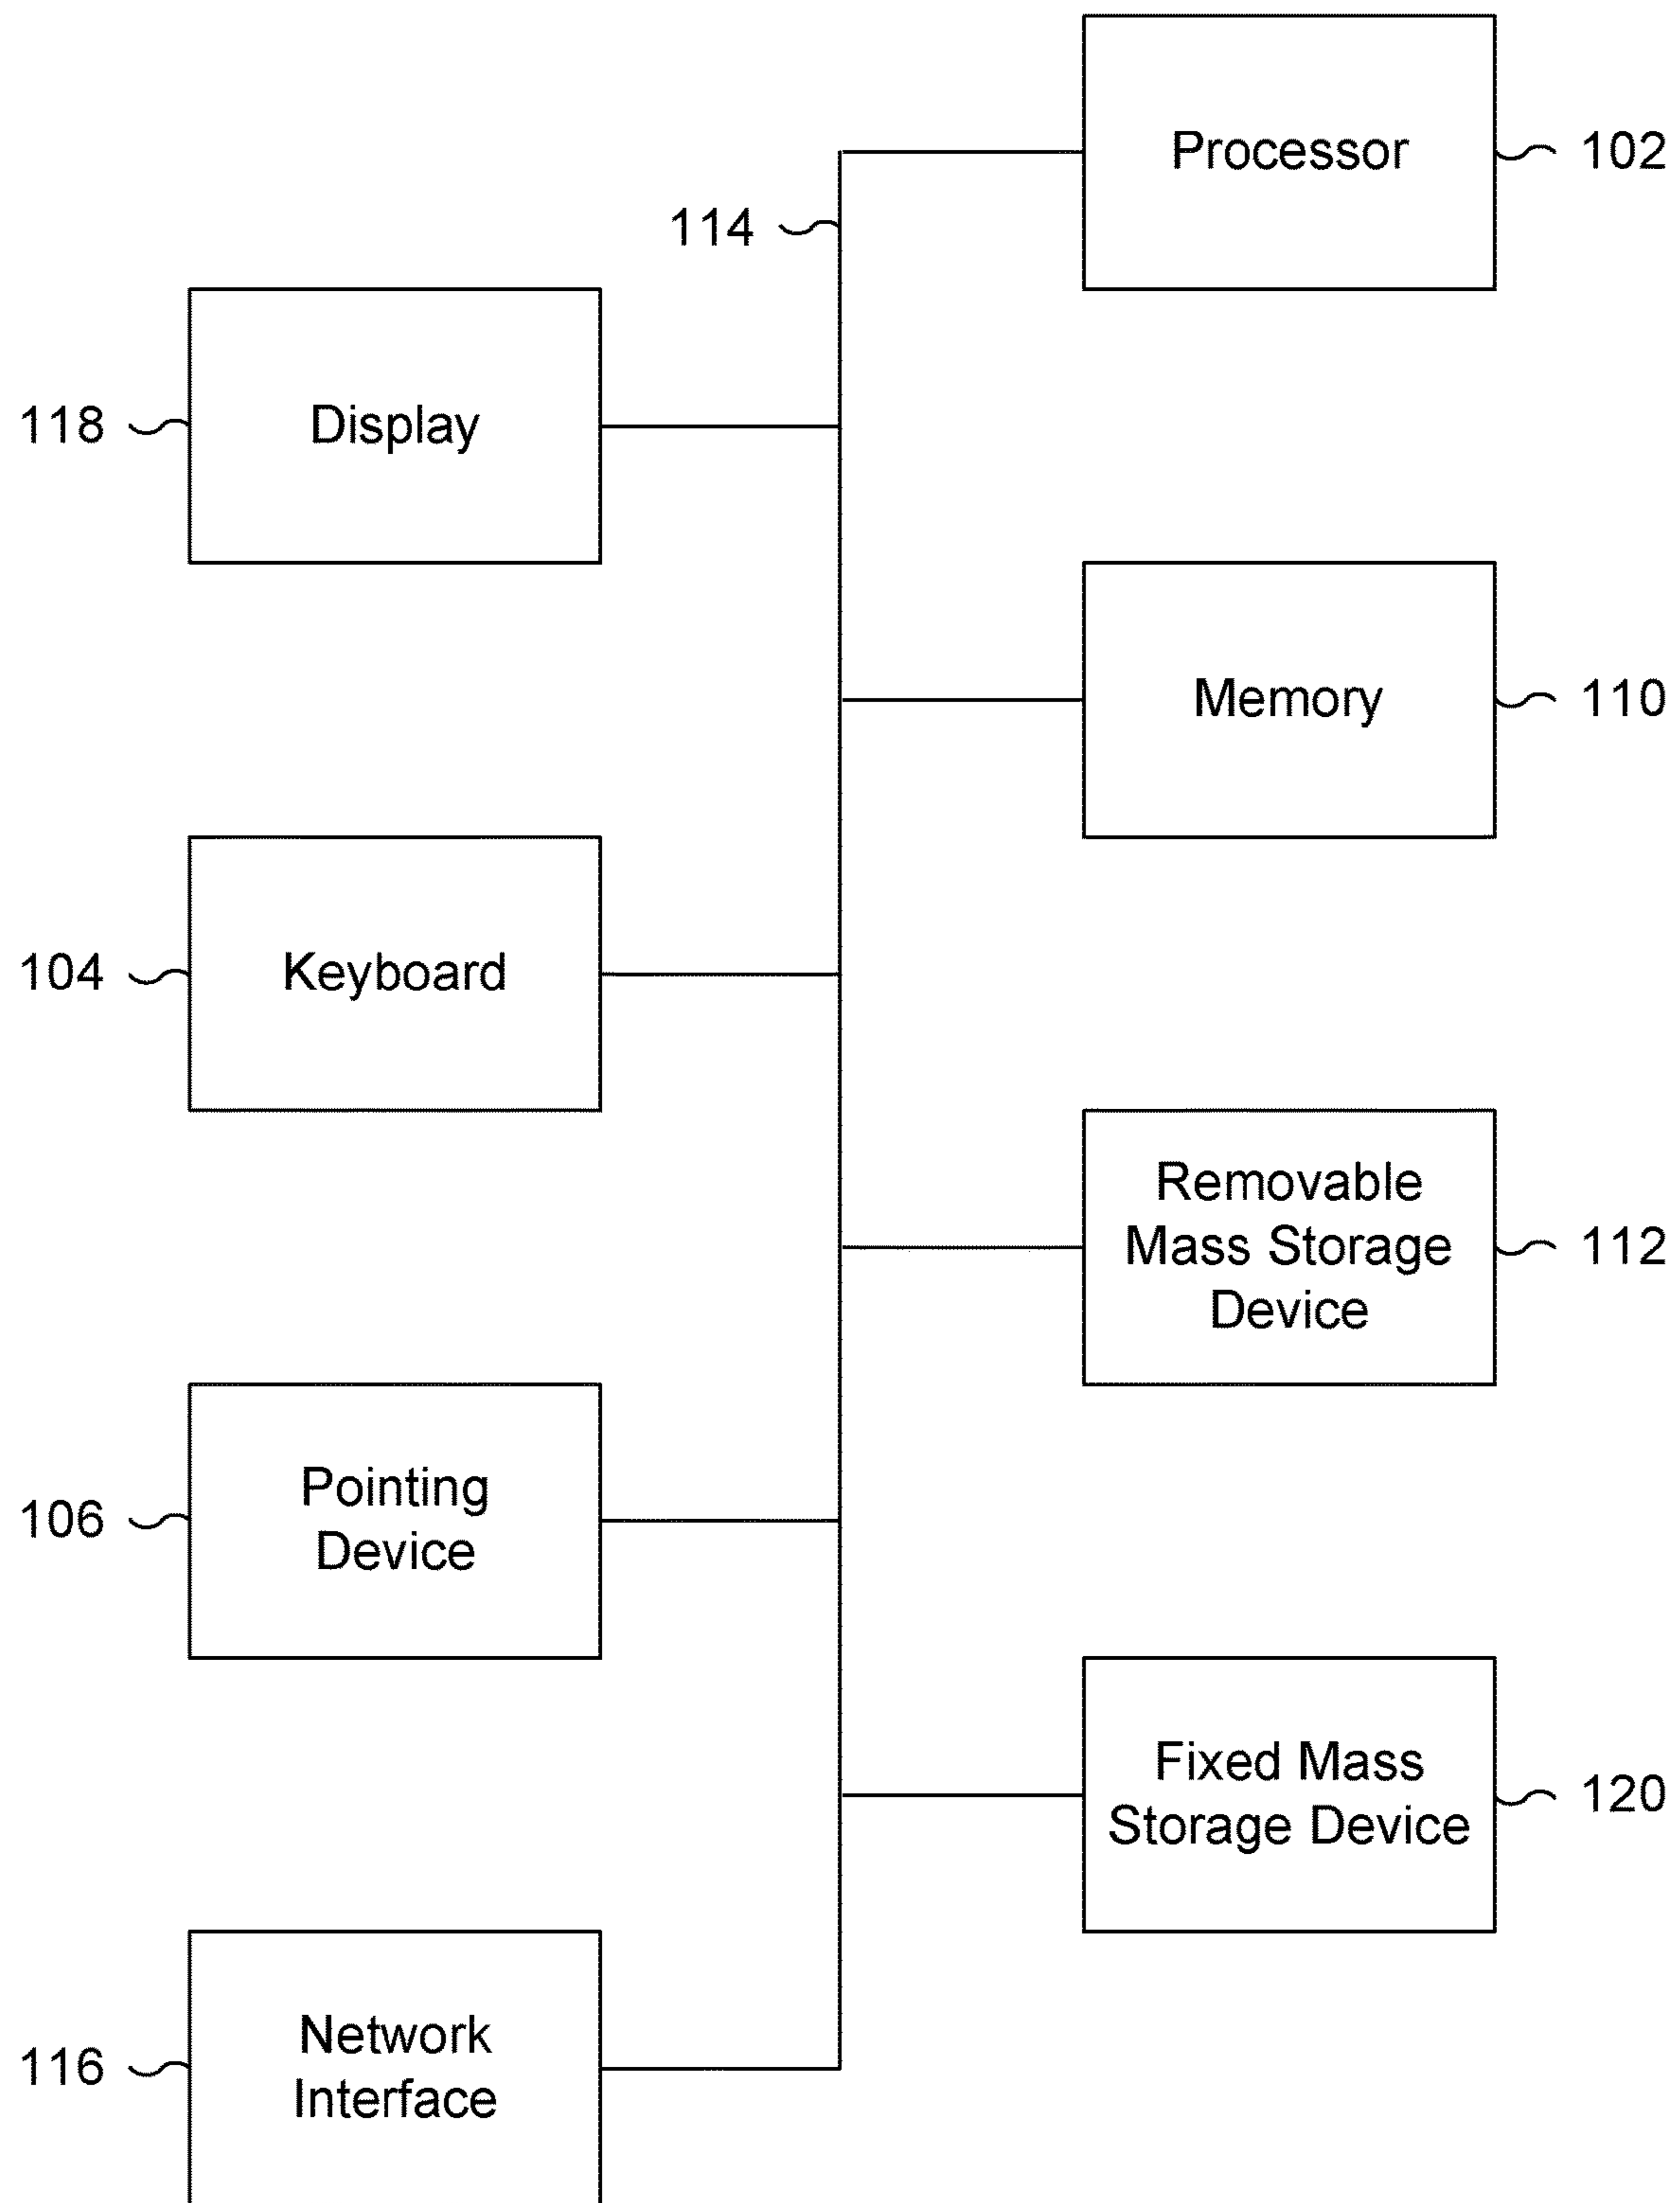 Processor
102
114
118
Display
Memory
110
104
Keyboard
Removable
Mass Storage
Device
112
106
Pointing
Device
Fixed Mass
Storage Device
120
116
Network
Interface